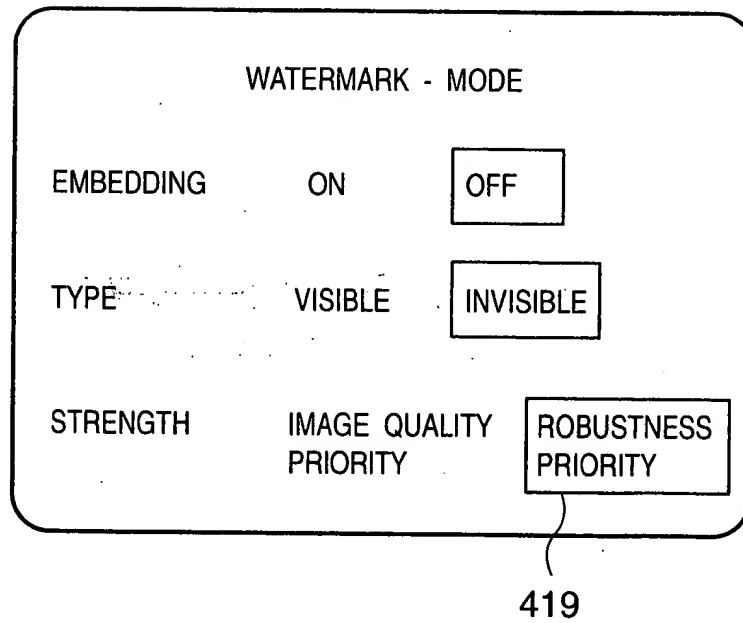 WATERMARK - MODE
EMBEDDING ON OFF
TYPE VISIBLE INVISIBLE
STRENGTH IMAGE QUALITY PRIORITY ROBUSTNESS PRIORITY
419